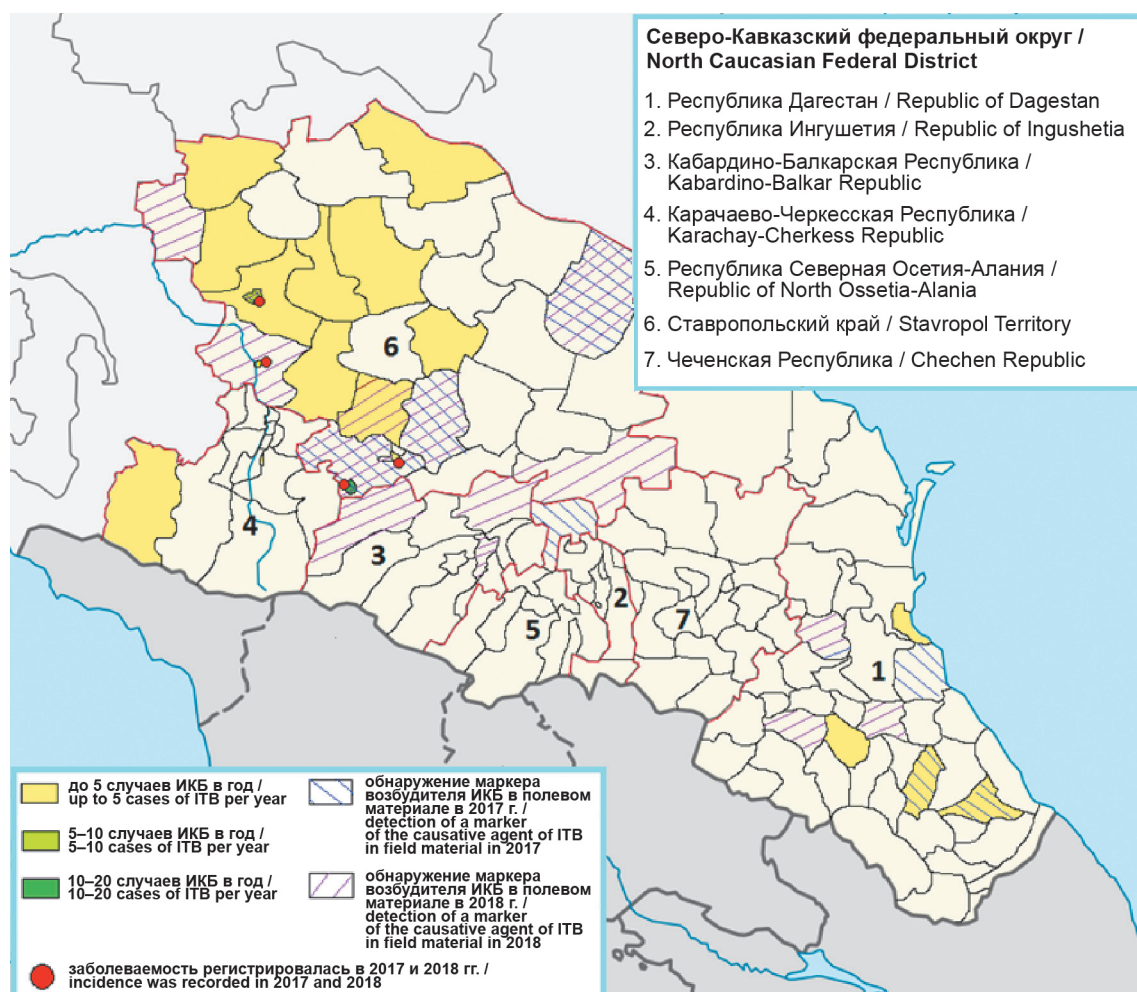 Северо-Кавказский федеральный округ /
North Caucasian Federal District
1. Республика Дагестан / Republic of Dagestan
2. Республика Ингушетия / Republic of Ingushetia
3. Кабардино-Балкарская Республика /
Kabardino-Balkar Republic
4. Карачаево-Черкесская Республика /
Karachay-Cherkess Republic
5. Республика Северная Осетия-Алания /
Republic of North Ossetia-Alania
6. Ставропольский край / Stavropol Territory
7. Чеченская Республика / Chechen Republic
6
4
3
5
2
7
1
до 5 случаев ИКБ в год /
up to 5 cases of ITB per year
5–10 случаев ИКБ в год /
5–10 cases of ITB per year
10–20 случаев ИКБ в год /
10–20 cases of ITB per year
заболеваемость регистрировалась в 2017 и 2018 гг. /
incidence was recorded in 2017 and 2018
обнаружение маркера
возбудителя ИКБ в полевом
материале в 2017 г. /
detection of a marker
of the causative agent of ITB
in field material in 2017
обнаружение маркера
возбудителя ИКБ в полевом
материале в 2018 г. /
detection of a marker
of the causative agent of ITB
in field material in 2018